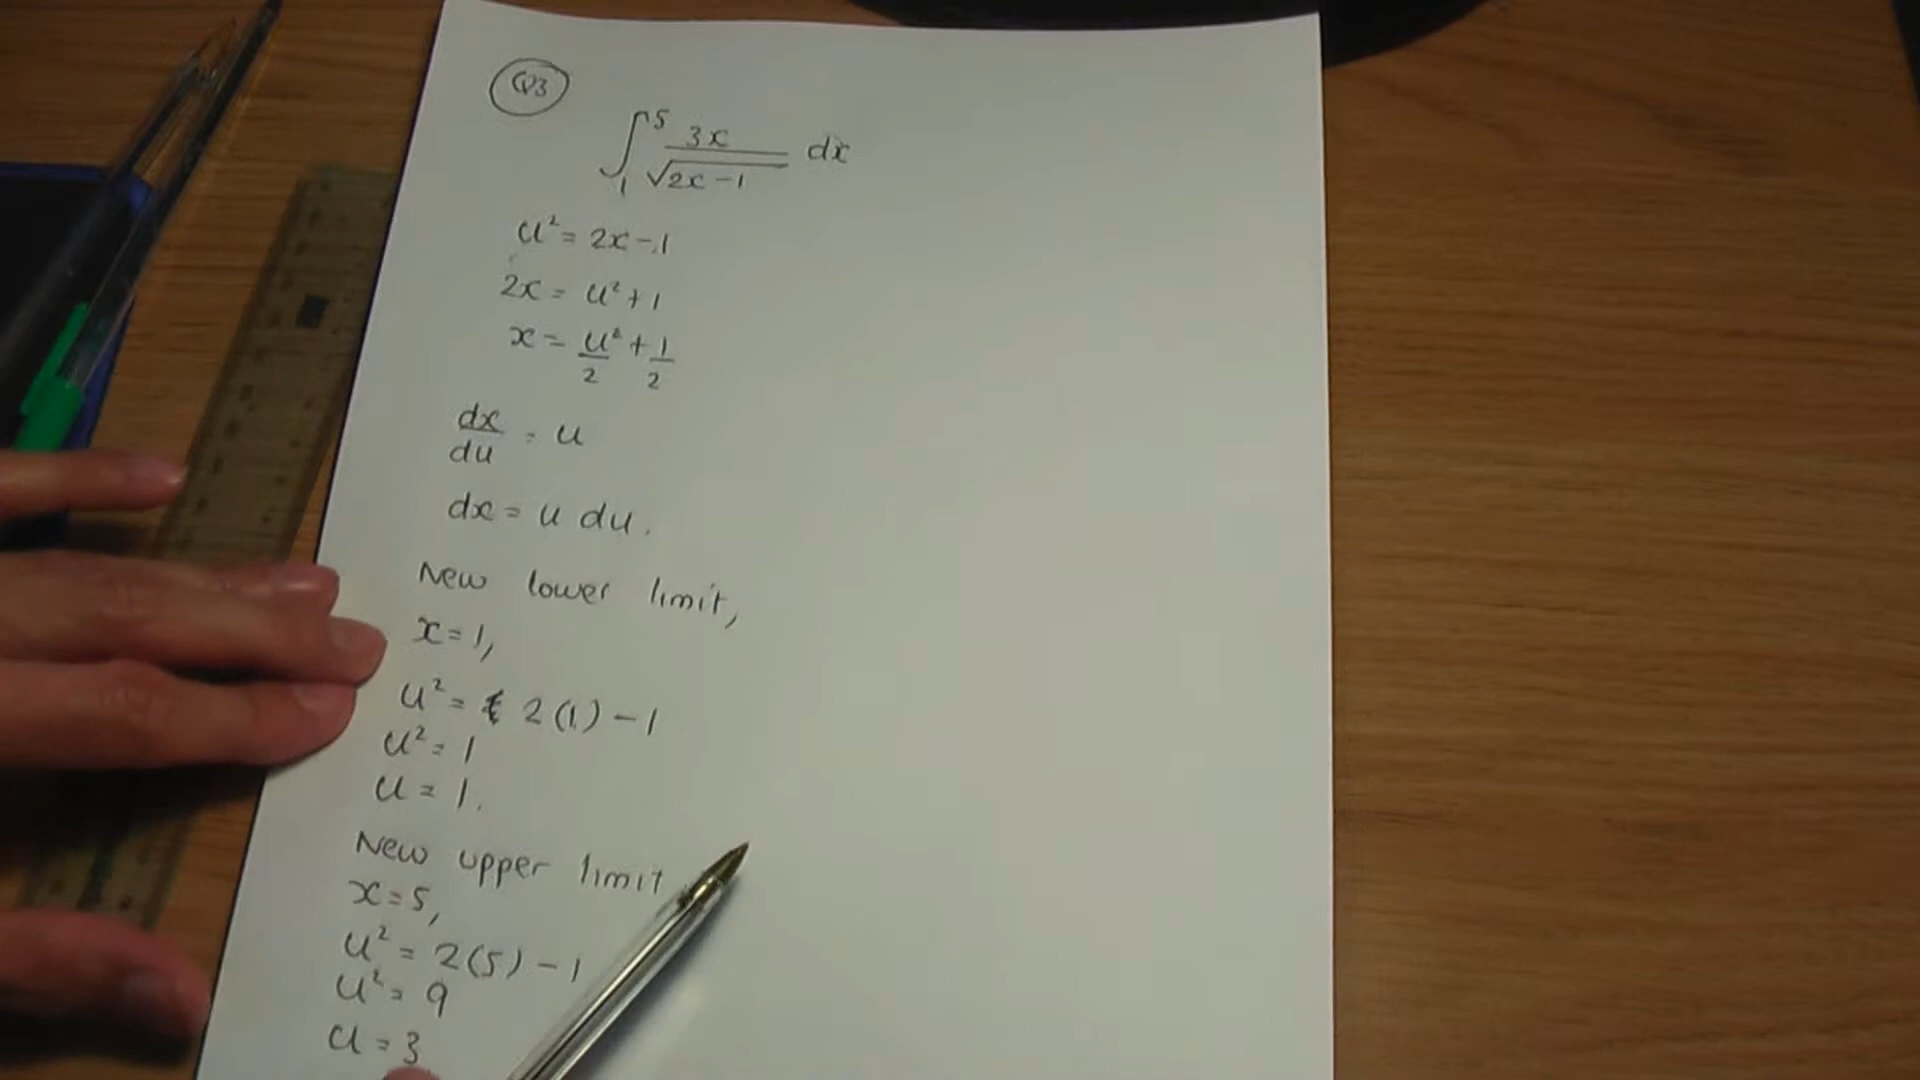 Q3
∫₁⁵ 3x/√(2x-1) dx
u² = 2x-1
2x = u² + 1
x = u²/2 + 1/2
dx/du = u
dx = u du.
New lower limit,
x=1,
u² = 2(1) - 1
u² = 1
u = 1.
New upper limit
x=5,
u² = 2(5) - 1
u² = 9
u = 3